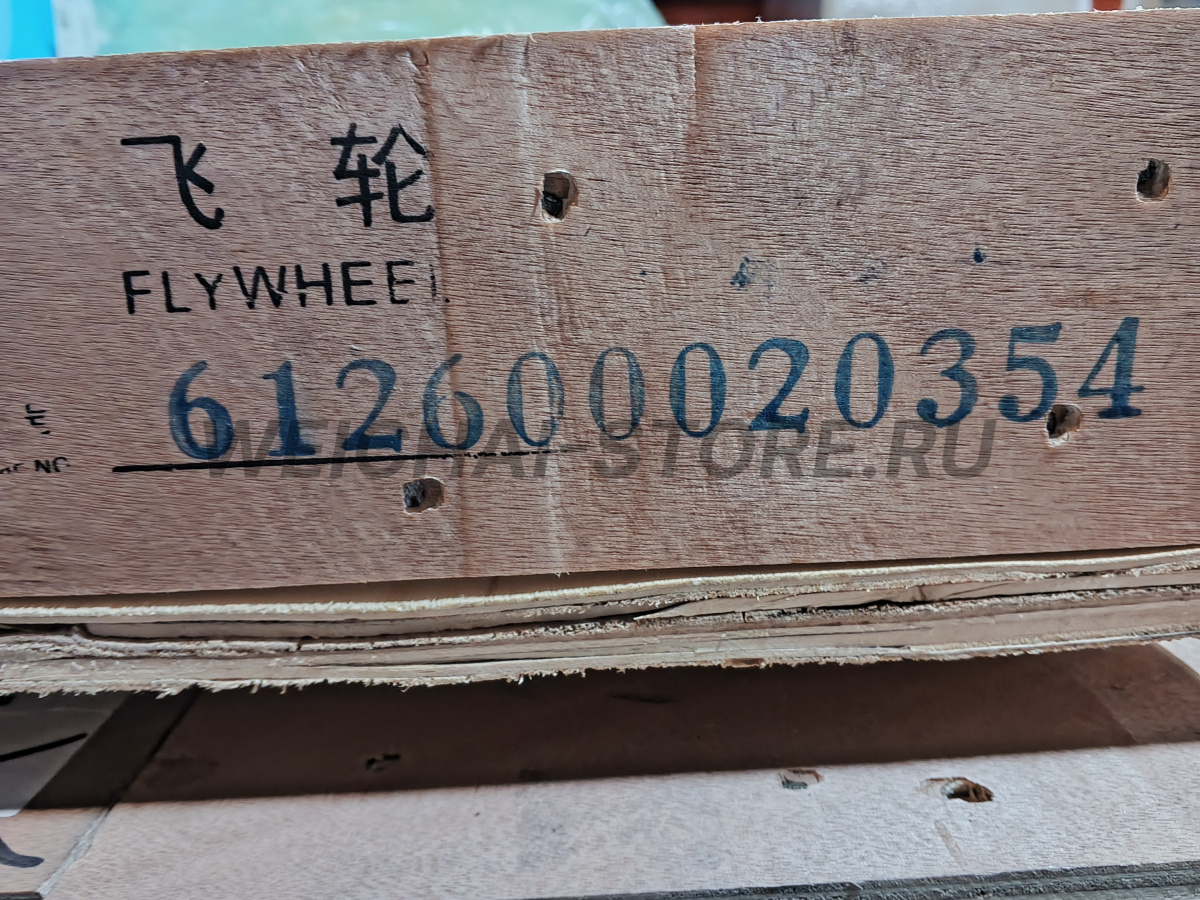 飞 轮
FLYWHEEL
612600020354
WEICHAI-STORE.RU